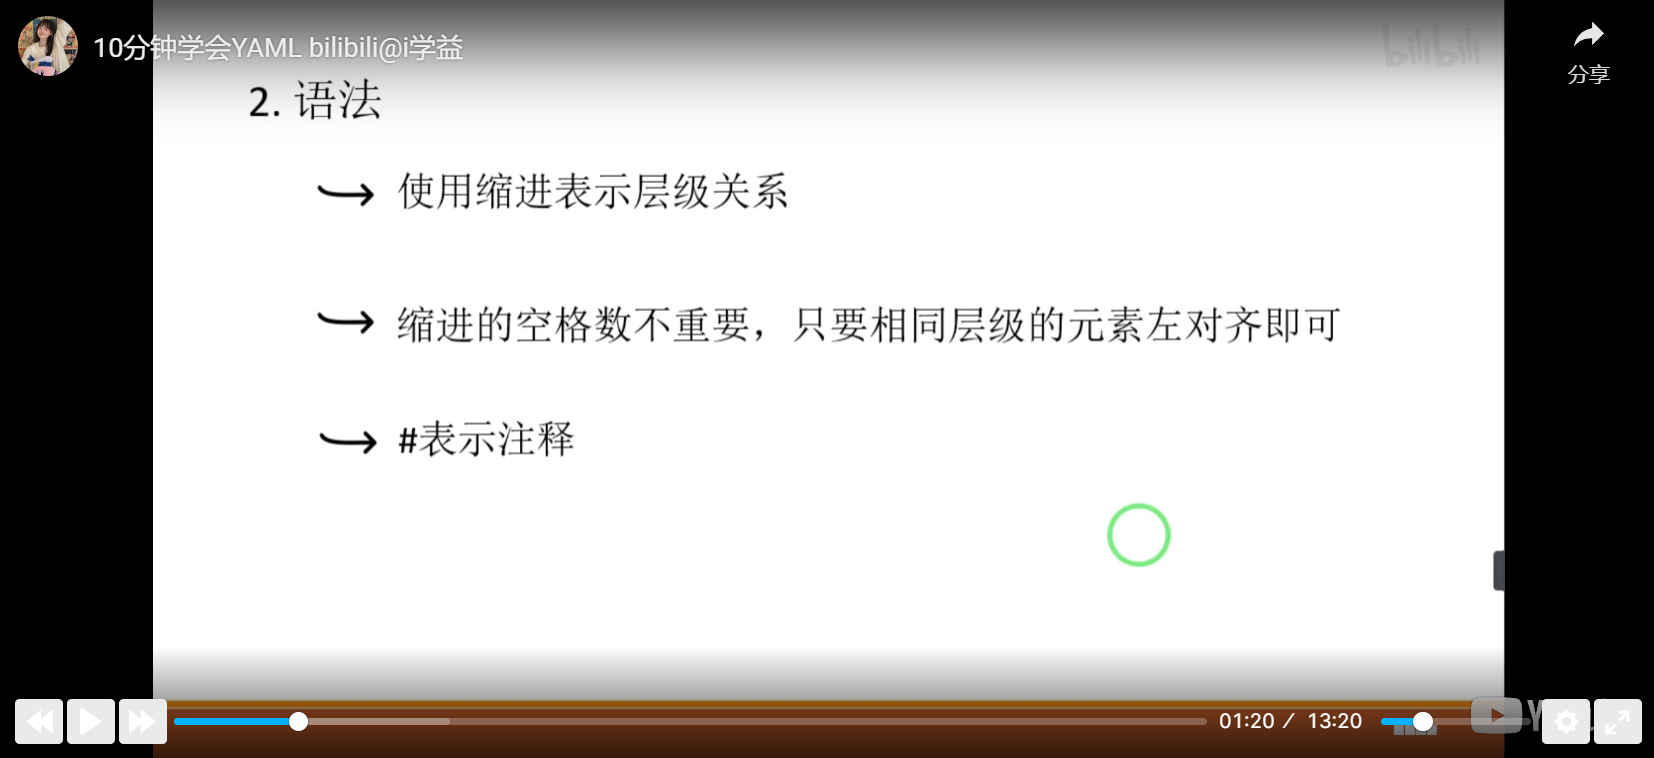 10分钟学会YAML bilibili@i学益
bilibili
分享
2. 语法
使用缩进表示层级关系
缩进的空格数不重要，只要相同层级的元素左对齐即可
#表示注释
01:20 / 13:20